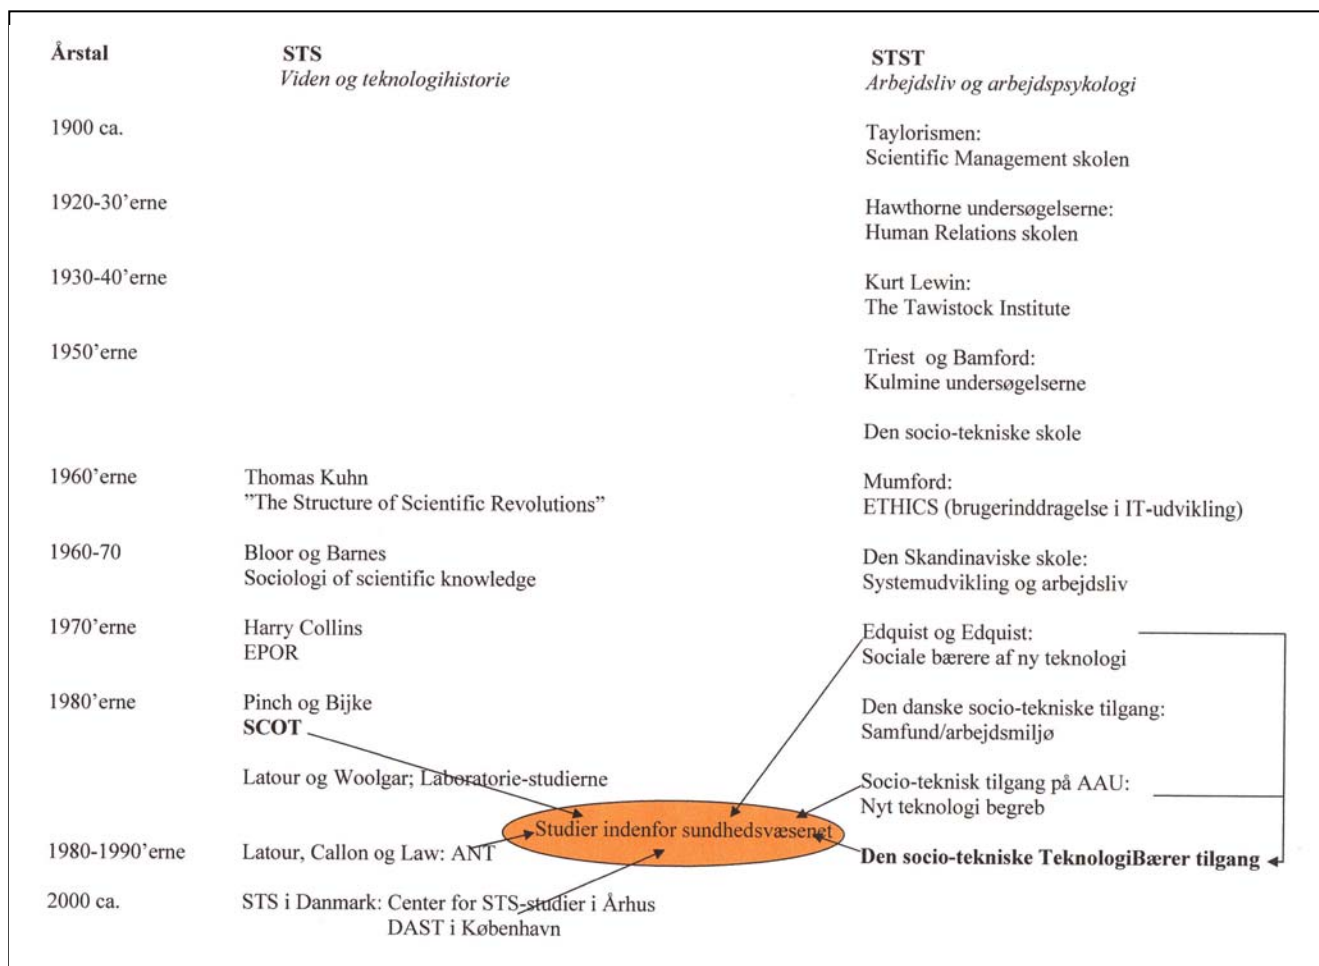 Årstal STS STST
Viden og teknologihistorie Arbejdsliv og arbejdspsykologi
1900 ca. Taylorismen:
Scientific Management skolen
1920-30’erne Hawthorne undersøgelserne:
Human Relations skolen
1930-40’erne Kurt Lewin:
The Tawistock Institute
1950’erne Triest og Bamford:
Kulmine undersøgelserne
Den socio-tekniske skole
1960’erne Thomas Kuhn Mumford:
”The Structure of Scientific Revolutions” ETHICS (brugerinddragelse i IT-udvikling)
1960-70 Bloor og Barnes Den Skandinaviske skole:
Sociologi of scientific knowledge Systemudvikling og arbejdsliv
1970’erne Harry Collins Edquist og Edquist:
EPOR Sociale bærere af ny teknologi
1980’erne Pinch og Bijke Den danske socio-tekniske tilgang:
SCOT Samfund/arbejdsmiljø
Latour og Woolgar; Laboratorie-studierne Socio-teknisk tilgang på AAU:
Nyt teknologi begreb
Studier indenfor sundhedsvæsenet
1980-1990’erne Latour, Callon og Law: ANT Den socio-tekniske TeknologiBærer tilgang
2000 ca. STS i Danmark: Center for STS-studier i Århus
DAST i København